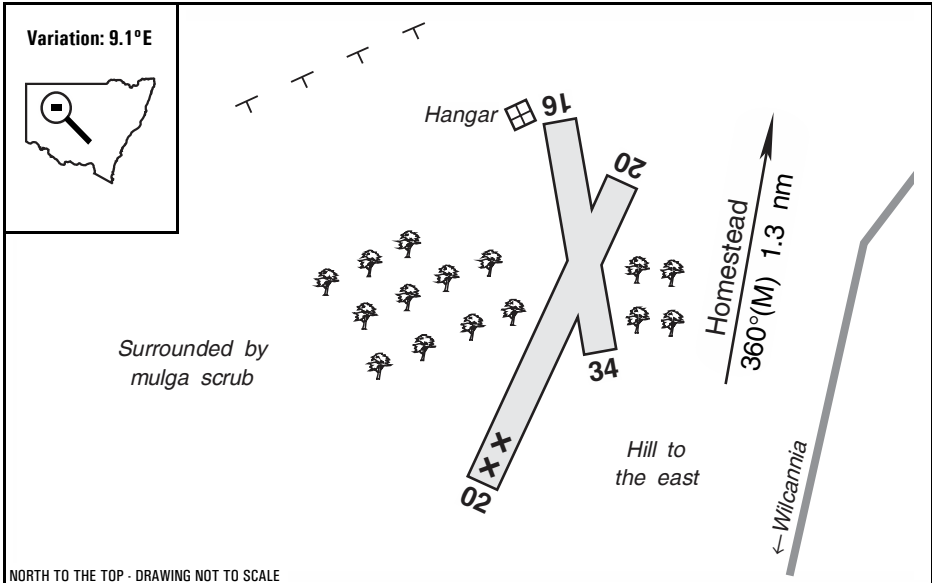 Variation: 9.1ºE
Hangar
16
20
Homestead
360°(M) 1.3 nm
Surrounded by
mulga scrub
34
Hill to
the east
02
←Wilcannia
NORTH TO THE TOP - DRAWING NOT TO SCALE